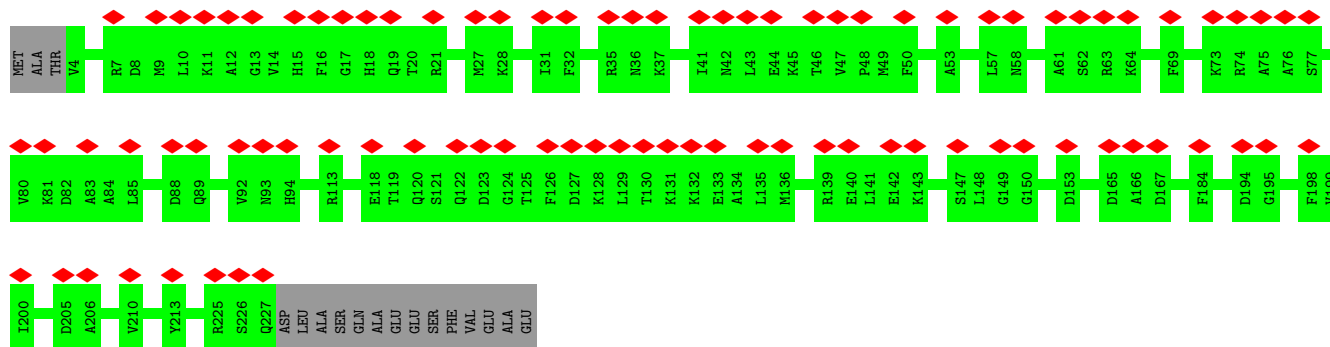 MET ALA THR V4 R7 D8 M9 L10 K11 A12 G13 V14 H15 F16 G17 H18 Q19 T20 R21 M27 K28 I31 F32 R35 N36 K37 I41 N42 L43 E44 K45 T46 V47 P48 M49 F50 A53 L57 N58 A61 S62 R63 K64 F69 K73 R74 A75 A76 S77
V80 K81 D82 A83 A84 L85 D88 Q89 V92 N93 H94 R113 E118 T119 Q120 S121 Q122 D123 G124 T125 F126 D127 K128 L129 T130 K131 K132 E133 A134 L135 M136 R139 E140 L141 E142 K143 S147 L148 G149 G150 D153 D165 A166 D167 F184 D194 G195 F198 V199
I200 D205 A206 V210 Y213 R225 S226 Q227 ASP LEU ALA SER GLN ALA GLU GLU SER PHE VAL GLU ALA GLU